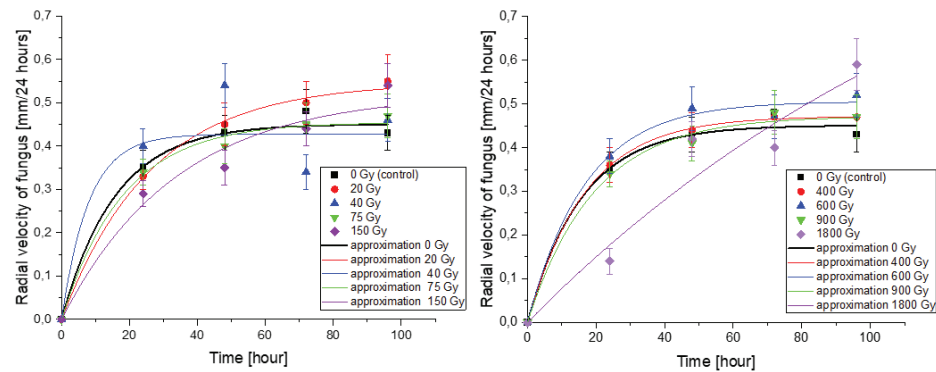 0,7
0,6
0,5
0,4
0,3
0,2
0,1
0,0
Radial velocity of fungus [mm/24 hours]
0 Gy (control)
20 Gy
40 Gy
75 Gy
150 Gy
approximation 0 Gy
approximation 20 Gy
approximation 40 Gy
approximation 75 Gy
approximation 150 Gy
0 20 40 60 80 100
Time [hour]
0,7
0,6
0,5
0,4
0,3
0,2
0,1
0,0
Radial velocity of fungus [mm/24 hours]
0 Gy (control)
400 Gy
600 Gy
900 Gy
1800 Gy
approximation 0 Gy
approximation 400 Gy
approximation 600 Gy
approximation 900 Gy
approximation 1800 Gy
0 20 40 60 80 100
Time [hour]